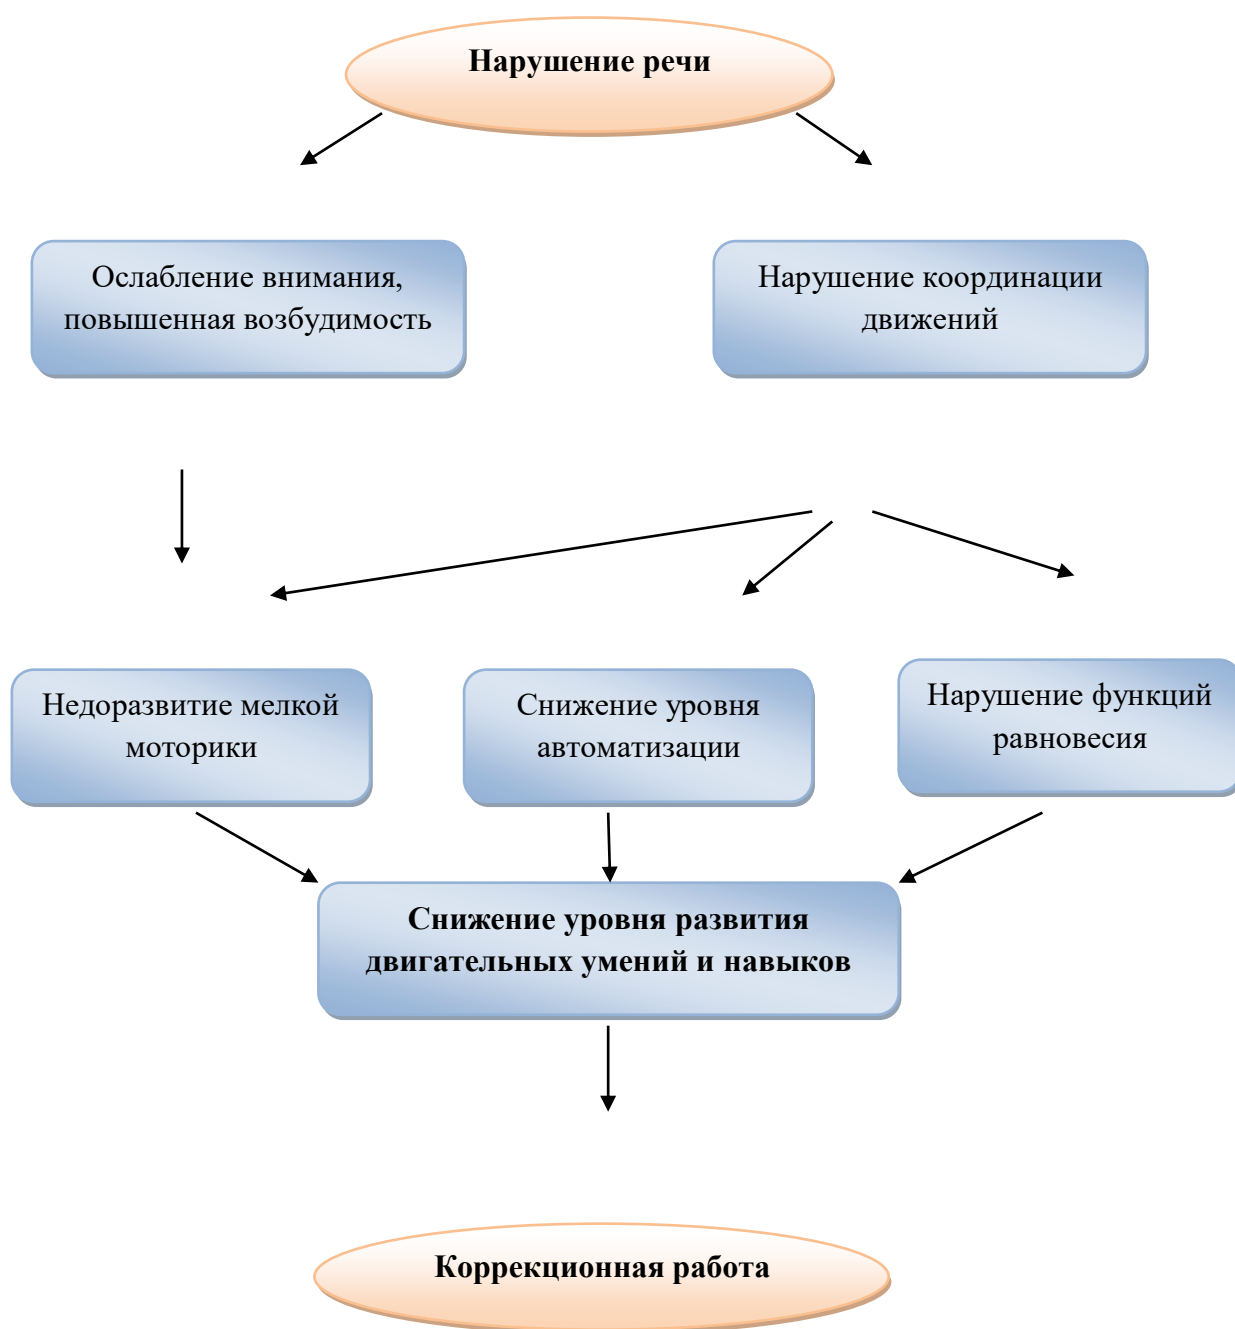 Нарушение речи
Ослабление внимания,
повышенная возбудимость
Нарушение координации
движений
Недоразвитие мелкой
моторики
Снижение уровня
автоматизации
Нарушение функций
равновесия
Снижение уровня развития
двигательных умений и навыков
Коррекционная работа